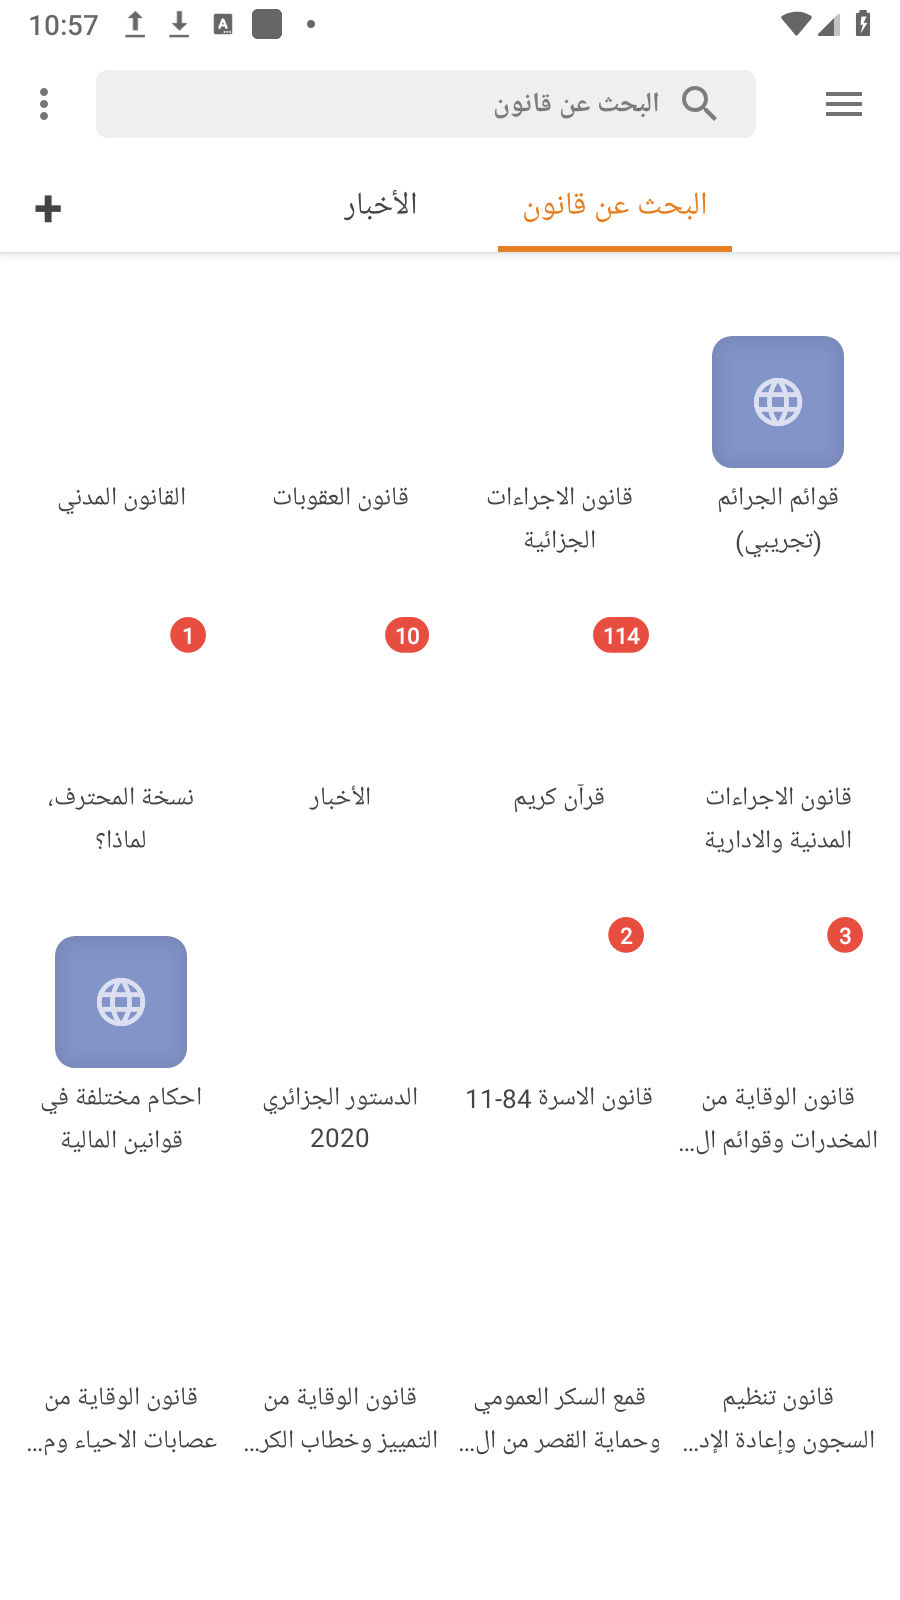 10:57
البحث عن قانون
البحث عن قانون
الأخبار
قوائم الجرائم
(تجريبي)
قانون الاجراءات
الجزائية
قانون العقوبات
القانون المدني
قانون الاجراءات
المدنية والادارية
114
قرآن كريم
10
الأخبار
1
نسخة المحترف،
لماذا؟
3
قانون الوقاية من
المخدرات وقوائم ال...
2
قانون الاسرة 84-11
الدستور الجزائري
2020
احكام مختلفة في
قوانين المالية
قانون تنظيم
السجون وإعادة الإد...
قمع السكر العمومي
وحماية القصر من ال...
قانون الوقاية من
التمييز وخطاب الكر...
قانون الوقاية من
عصابات الاحياء وم...